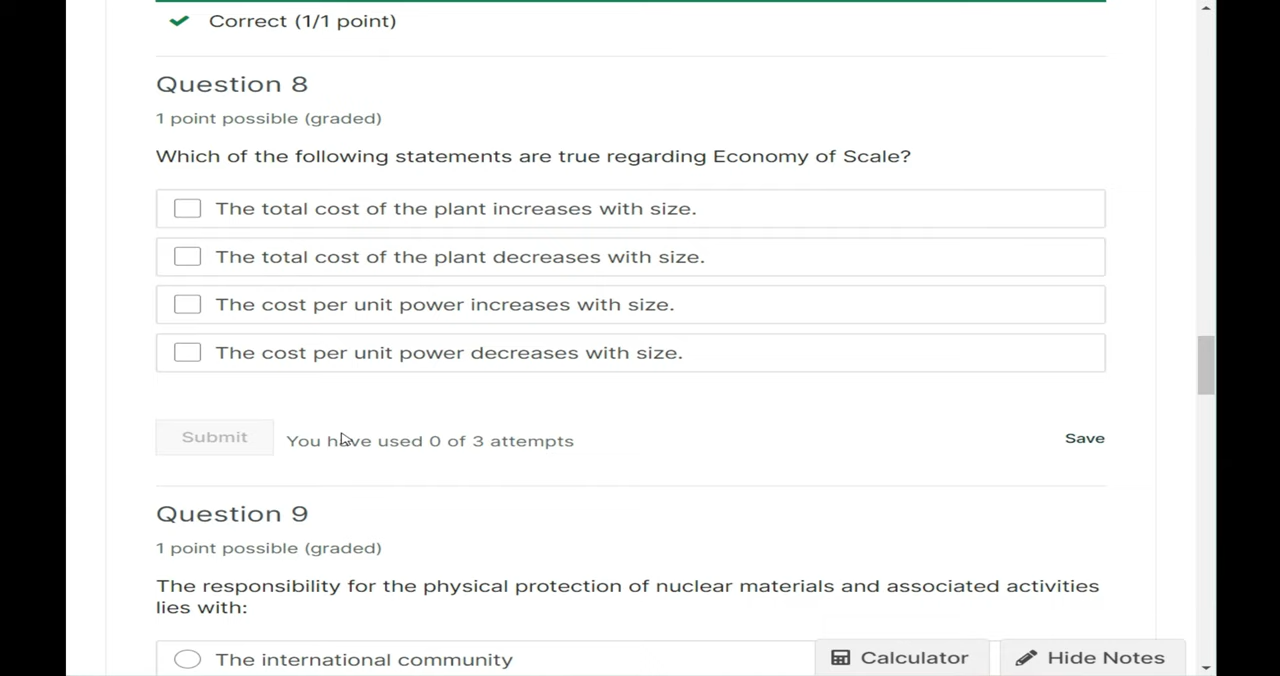 Correct (1/1 point)
Question 8
1 point possible (graded)
Which of the following statements are true regarding Economy of Scale?
The total cost of the plant increases with size.
The total cost of the plant decreases with size.
The cost per unit power increases with size.
The cost per unit power decreases with size.
Submit
You have used 0 of 3 attempts
Save
Question 9
1 point possible (graded)
The responsibility for the physical protection of nuclear materials and associated activities
lies with:
The international community
Calculator
Hide Notes